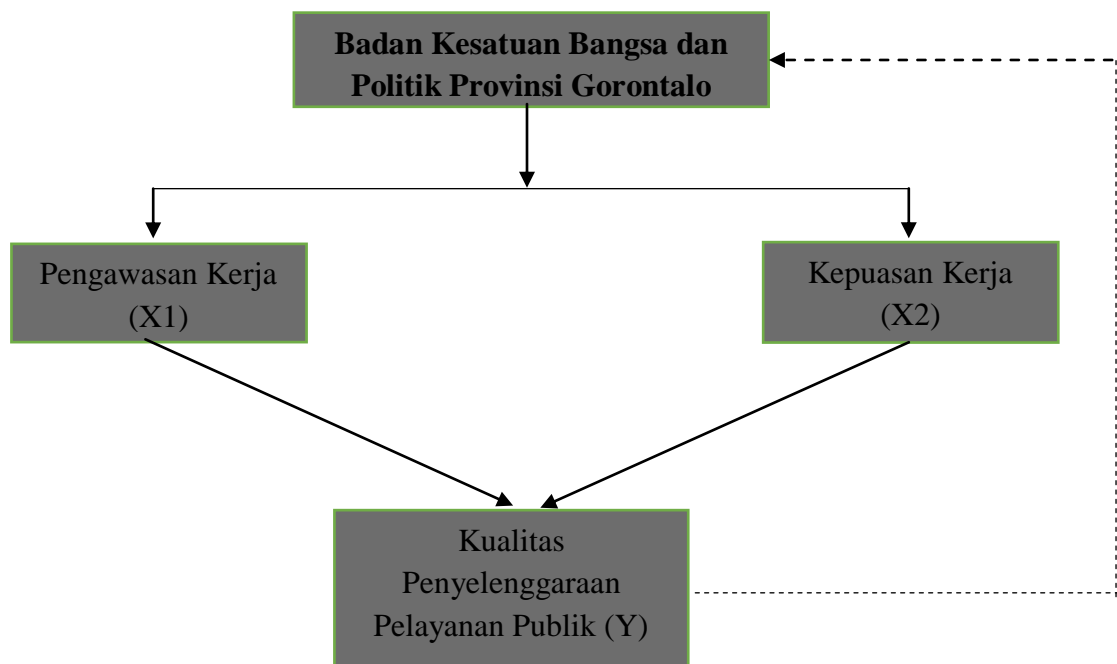 Badan Kesatuan Bangsa dan
Politik Provinsi Gorontalo
Pengawasan Kerja
(X1)
Kepuasan Kerja
(X2)
Kualitas
Penyelenggaraan
Pelayanan Publik (Y)